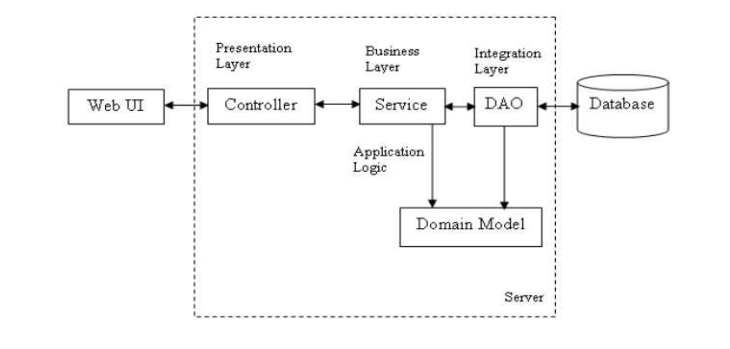 Presentation
Layer
Business
Layer
Integration
Layer
Web UI
Controller
Service
DAO
Database
Application
Logic
Domain Model
Server